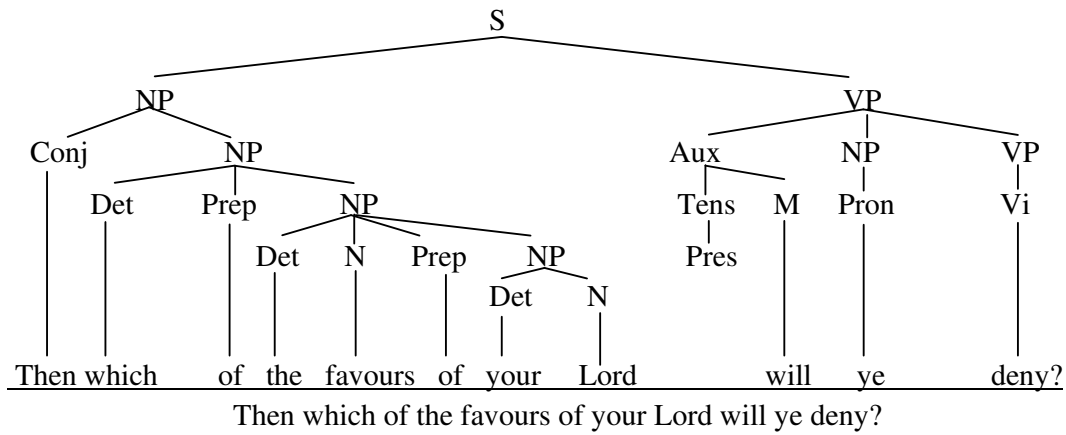 S
NP VP
Conj NP Aux NP VP
Det Prep NP Tens M Pron Vi
Det N Prep NP Pres
Det N
Then which of the favours of your Lord will ye deny?
Then which of the favours of your Lord will ye deny?